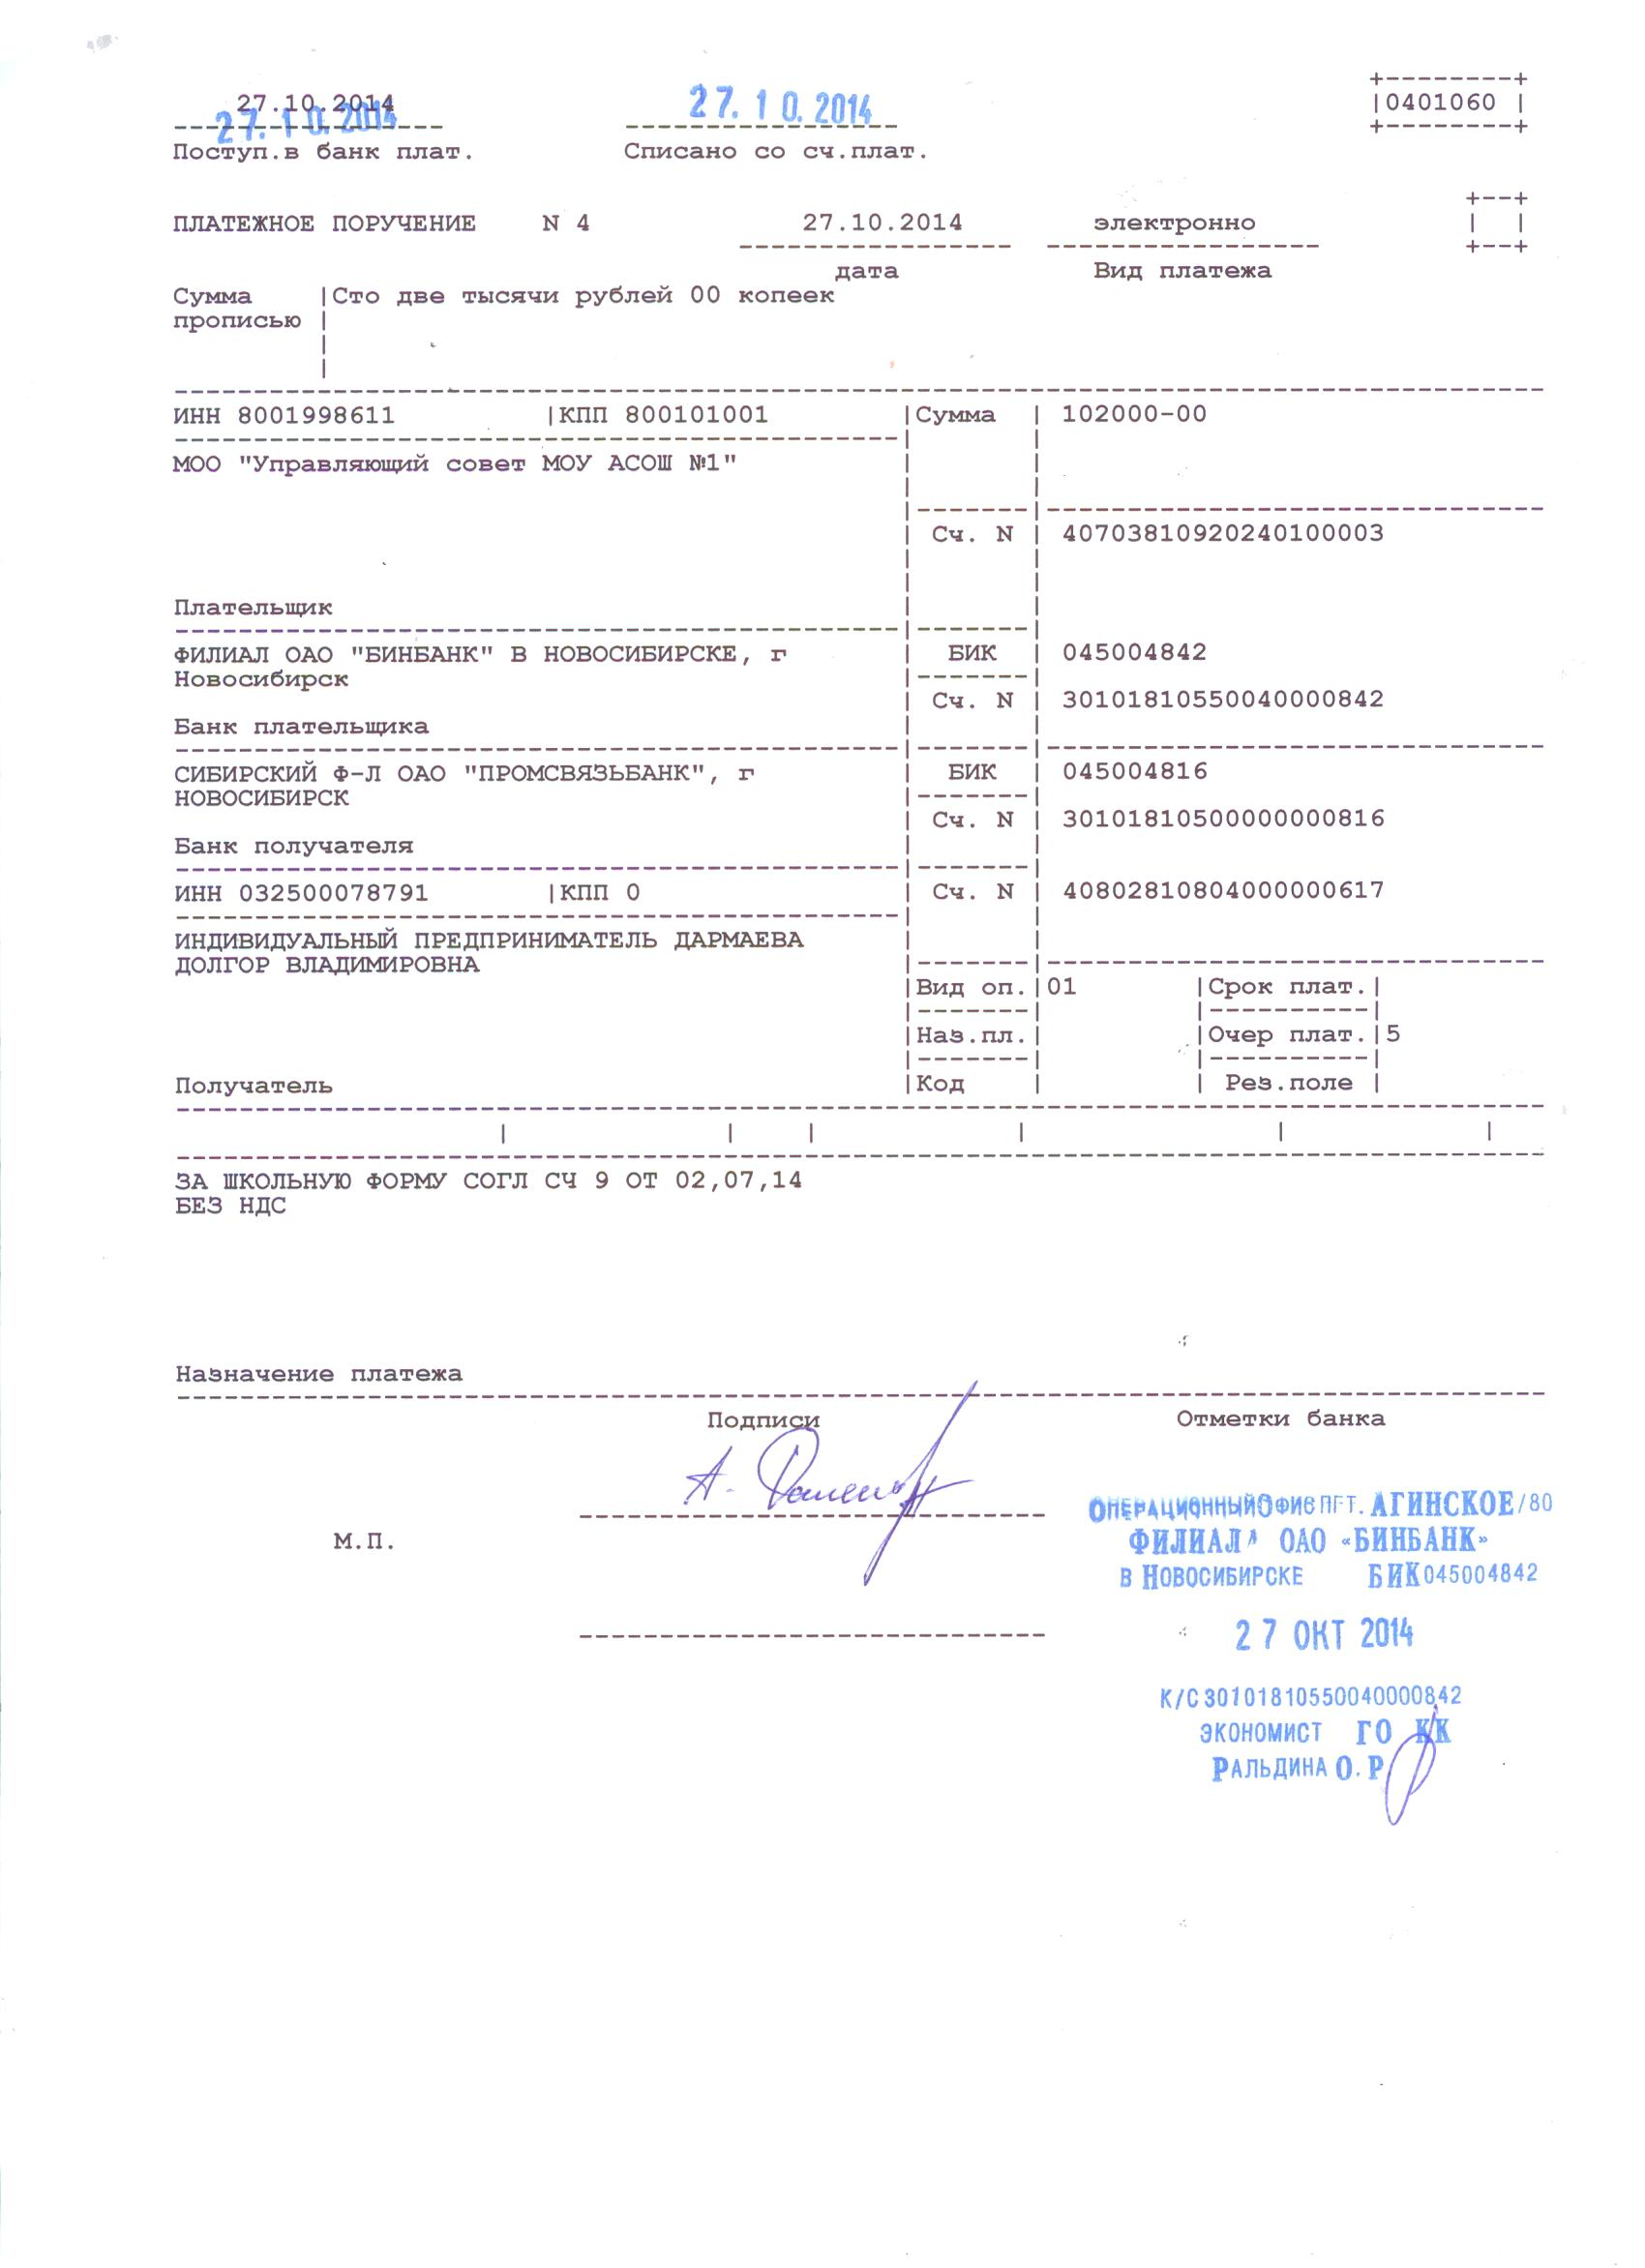 27.10.2014 27.10.2014 0401060
27.10.2014
Поступ.в банк плат. Списано со сч.плат.
ПЛАТЕЖНОЕ ПОРУЧЕНИЕ N 4 27.10.2014 электронно
дата Вид платежа
Сумма Сто две тысячи рублей 00 копеек
прописью
ИНН 8001998611 КПП 800101001 Сумма 102000-00
МОО "Управляющий совет МОУ АСОШ №1"
Сч. N 40703810920240100003
Плательщик
ФИЛИАЛ ОАО "БИНБАНК" В НОВОСИБИРСКЕ, г БИК 045004842
Новосибирск
Сч. N 30101810550040000842
Банк плательщика
СИБИРСКИЙ Ф-Л ОАО "ПРОМСВЯЗЬБАНК", г БИК 045004816
НОВОСИБИРСК
Сч. N 30101810500000000816
Банк получателя
ИНН 032500078791 КПП 0 Сч. N 40802810804000000617
ИНДИВИДУАЛЬНЫЙ ПРЕДПРИНИМАТЕЛЬ ДАРМАЕВА
ДОЛГОР ВЛАДИМИРОВНА
Вид оп. 01 Срок плат.
Наз.пл. Очер плат. 5
Получатель Код Рез.поле
ЗА ШКОЛЬНУЮ ФОРМУ СОГЛ СЧ 9 ОТ 02,07,14
БЕЗ НДС
Назначение платежа
Подписи Отметки банка
ОПЕРАЦИОННЫЙ ОФИС ПГТ. АГИНСКОЕ/80
М.П. ФИЛИАЛ ОАО «БИНБАНК»
В НОВОСИБИРСКЕ БИК 045004842
27 ОКТ 2014
К/С 30101810550040000842
ЭКОНОМИСТ ГО КК
РАЛЬДИНА О. Р